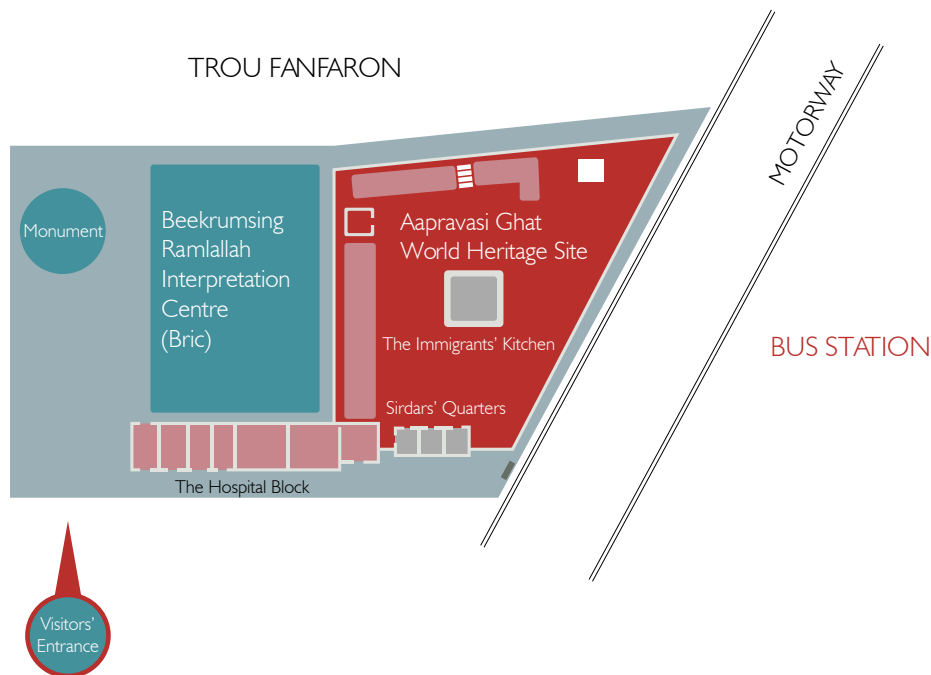 TROU FANFARON
MOTORWAY
Monument
Beekrumsing
Ramlallah
Interpretation
Centre
(Bric)
Aapravasi Ghat
World Heritage Site
The Immigrants' Kitchen
BUS STATION
Sirdars' Quarters
The Hospital Block
Visitors'
Entrance